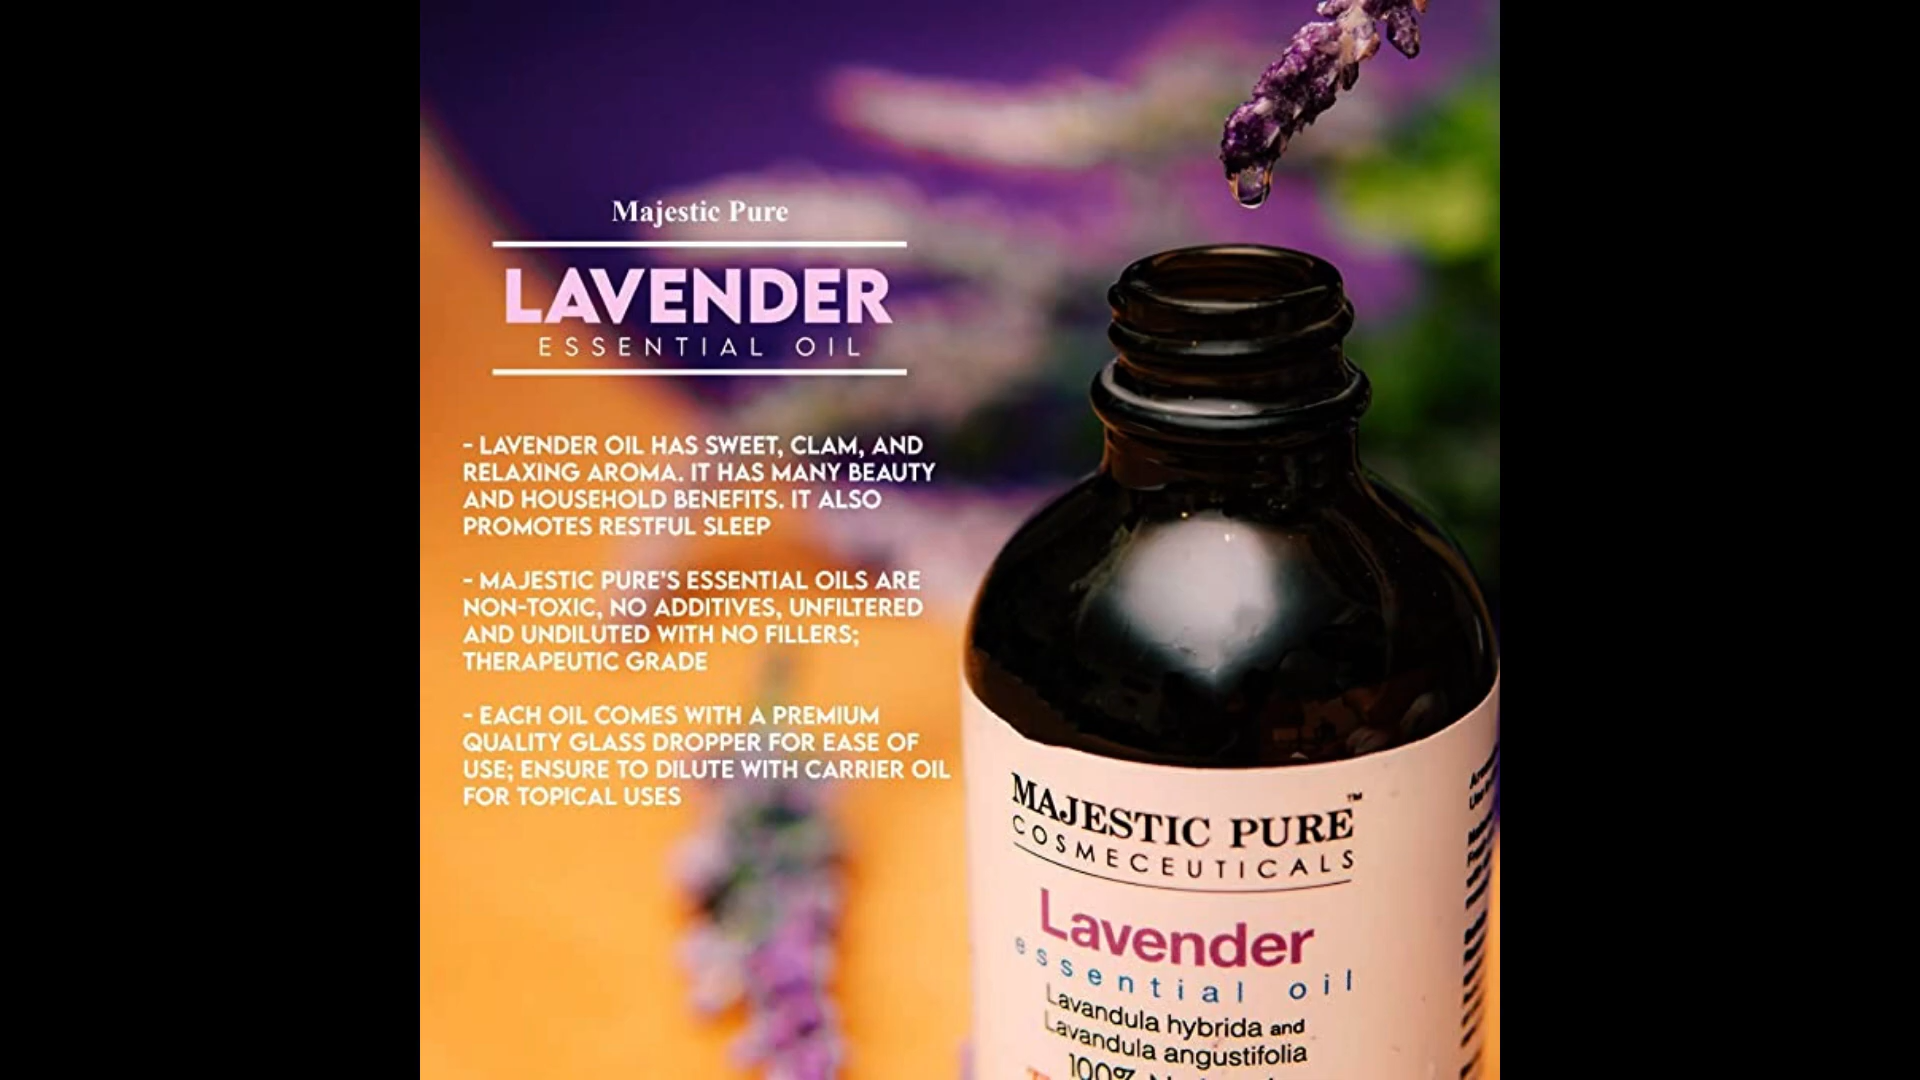 Majestic Pure
LAVENDER
ESSENTIAL OIL
- LAVENDER OIL HAS SWEET, CLAM, AND
RELAXING AROMA. IT HAS MANY BEAUTY
AND HOUSEHOLD BENEFITS. IT ALSO
PROMOTES RESTFUL SLEEP
- MAJESTIC PURE'S ESSENTIAL OILS ARE
NON-TOXIC, NO ADDITIVES, UNFILTERED
AND UNDILUTED WITH NO FILLERS;
THERAPEUTIC GRADE
- EACH OIL COMES WITH A PREMIUM
QUALITY GLASS DROPPER FOR EASE OF
USE; ENSURE TO DILUTE WITH CARRIER OIL
FOR TOPICAL USES
MAJESTIC PURE™
COSMECEUTICALS
Lavender
essential oil
Lavandula hybrida and
Lavandula angustifolia
100%